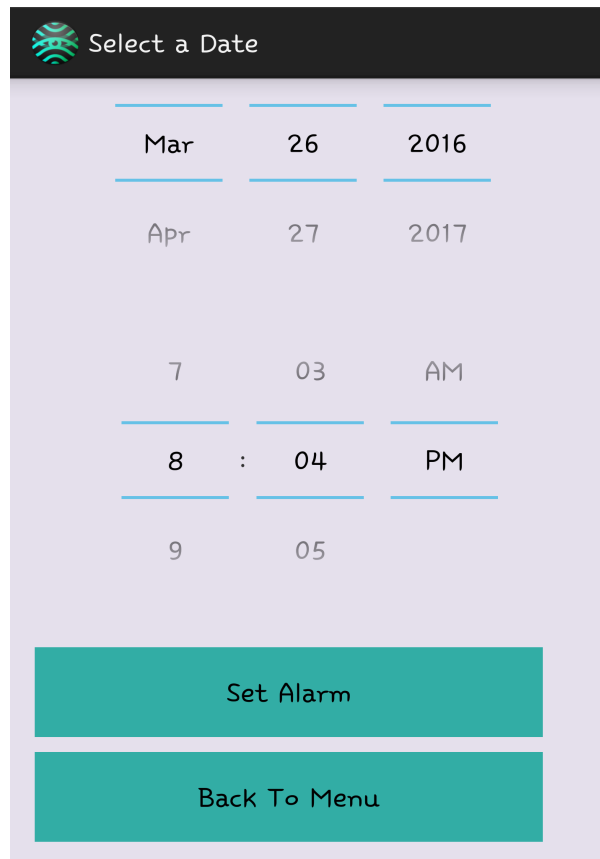 Select a Date
Mar 26 2016
Apr 27 2017
7 03 AM
8 : 04 PM
9 05
Set Alarm
Back To Menu